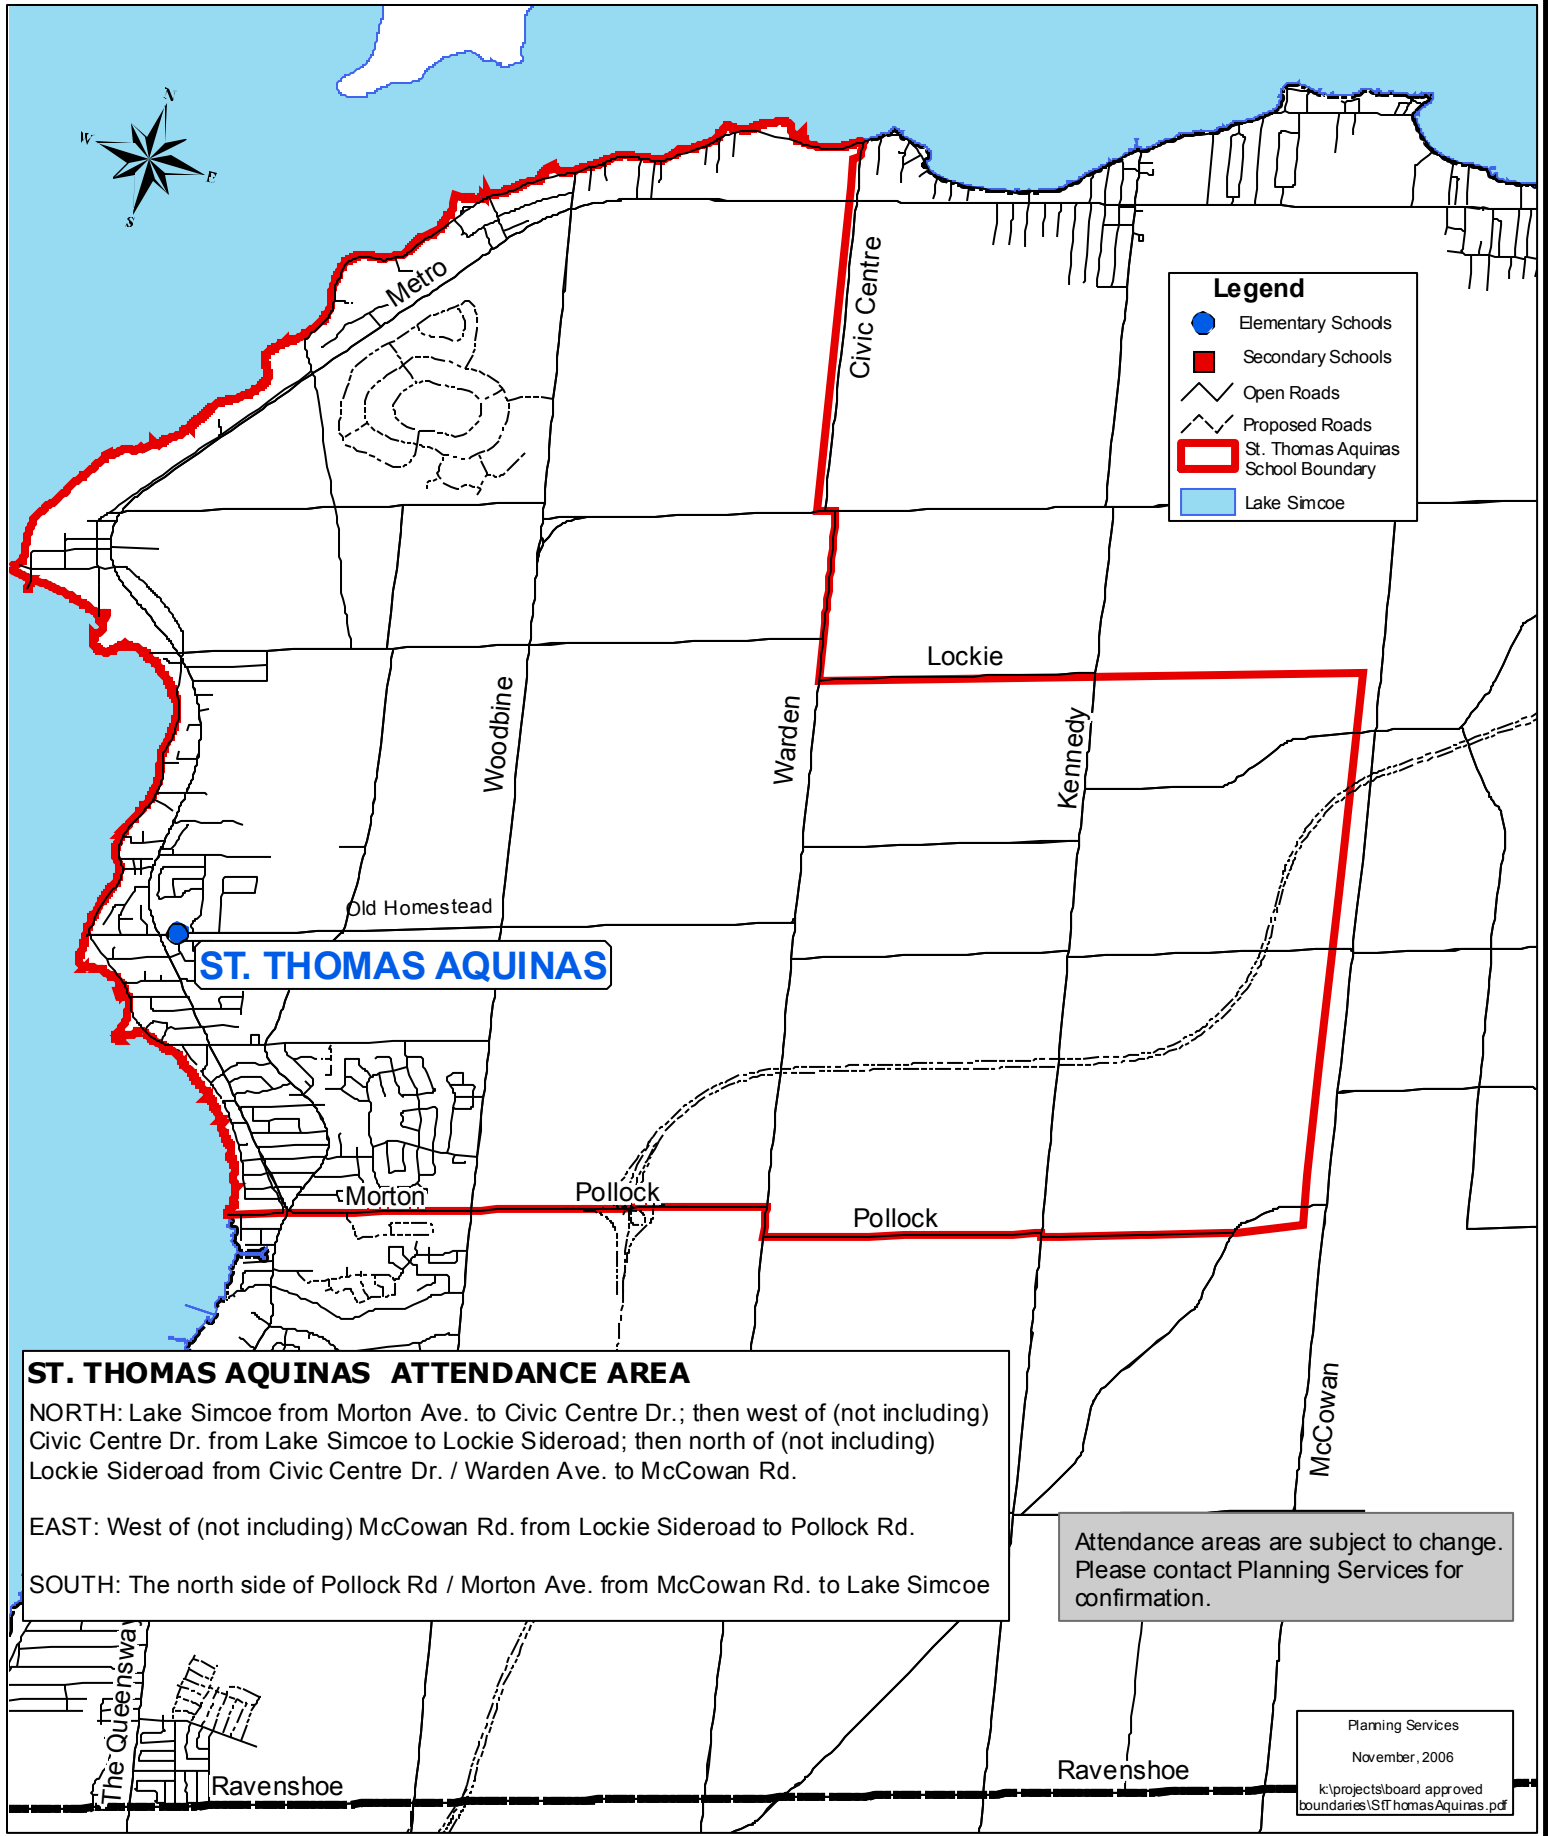 N
W
E
S
Metro
Civic Centre
Legend
Elementary Schools
Secondary Schools
Open Roads
Proposed Roads
St. Thomas Aquinas
School Boundary
Lake Simcoe
Lockie
Woodbine
Warden
Kennedy
Old Homestead
ST. THOMAS AQUINAS
Morton
Pollock
Pollock
McCowan
ST. THOMAS AQUINAS ATTENDANCE AREA
NORTH: Lake Simcoe from Morton Ave. to Civic Centre Dr.; then west of (not including)
Civic Centre Dr. from Lake Simcoe to Lockie Sideroad; then north of (not including)
Lockie Sideroad from Civic Centre Dr. / Warden Ave. to McCowan Rd.
EAST: West of (not including) McCowan Rd. from Lockie Sideroad to Pollock Rd.
SOUTH: The north side of Pollock Rd / Morton Ave. from McCowan Rd. to Lake Simcoe
Attendance areas are subject to change.
Please contact Planning Services for
confirmation.
The Queensway
Ravenshoe
Ravenshoe
Planning Services
November, 2006
k:\projects\board approved
boundaries\StThomasAquinas.pdf